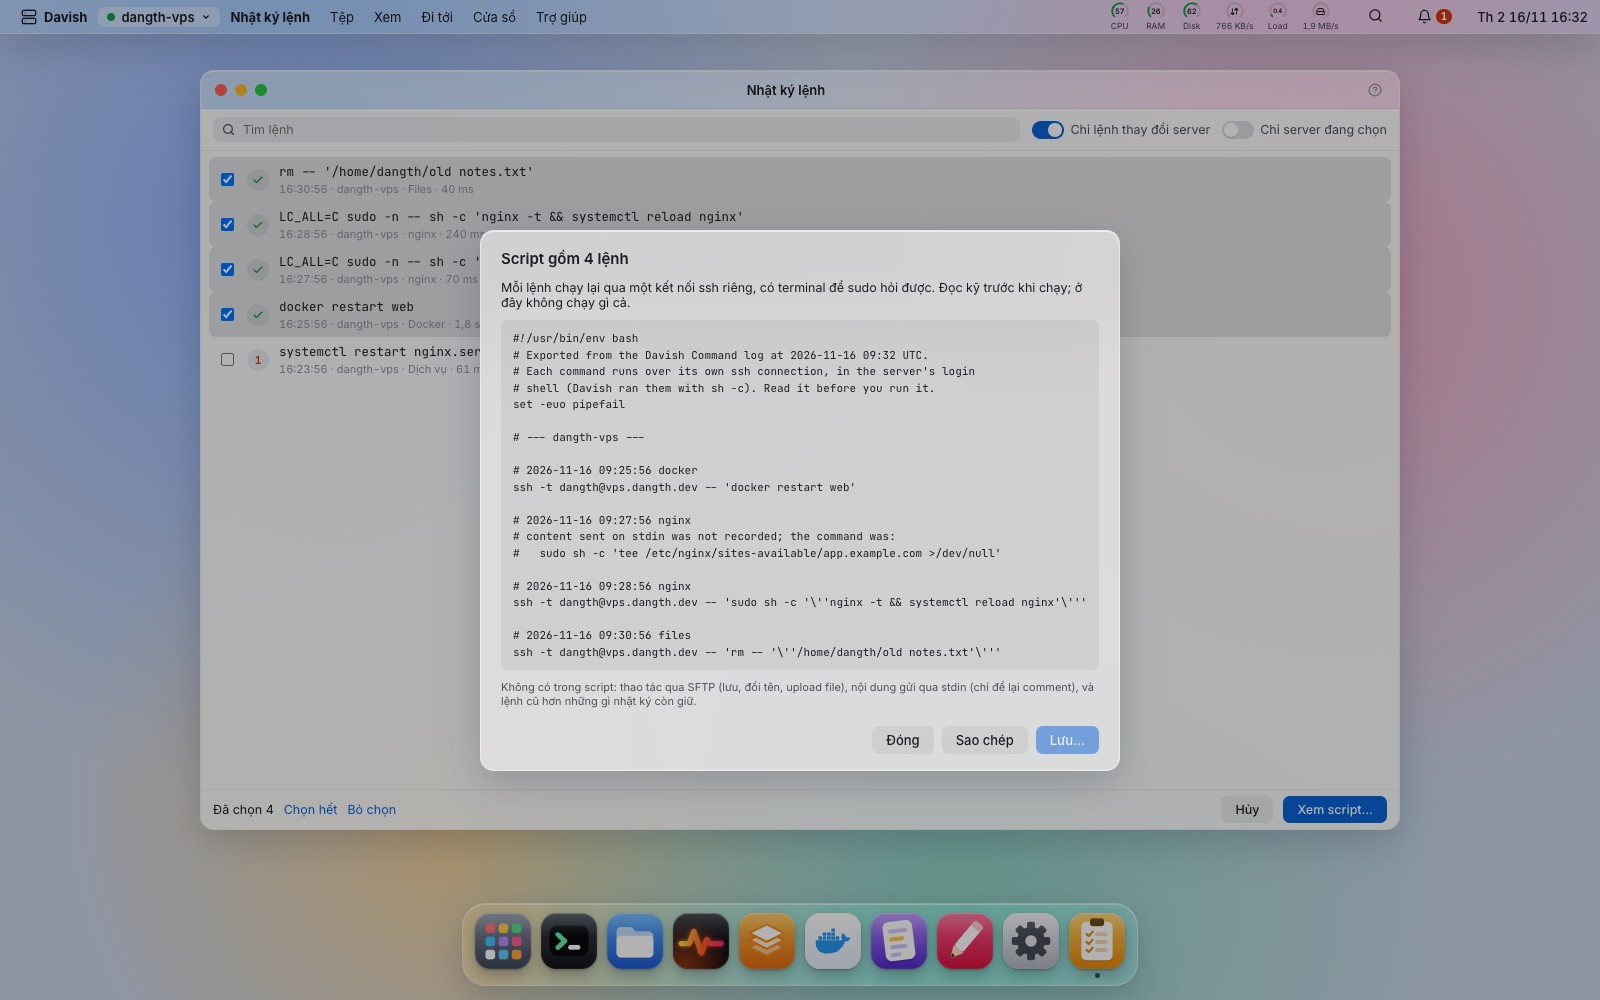 Davish dangth-vps Nhật ký lệnh Tệp Xem Đi tới Cửa sổ Trợ giúp
57 26 62 0.4
CPU RAM Disk 766 KB/s Load 1,9 MB/s
1
Th 2 16/11 16:32
Nhật ký lệnh
Tìm lệnh
Chỉ lệnh thay đổi server Chỉ server đang chọn
rm -- '/home/dangth/old notes.txt'
16:30:56 · dangth-vps · Files · 40 ms
LC_ALL=C sudo -n -- sh -c 'nginx -t && systemctl reload nginx'
16:28:56 · dangth-vps · nginx · 240 ms
LC_ALL=C sudo -n -- sh -c '
16:27:56 · dangth-vps · nginx · 70 ms
docker restart web
16:25:56 · dangth-vps · Docker · 1,8 s
1
systemctl restart nginx.ser
16:23:56 · dangth-vps · Dịch vụ · 61 m
Script gồm 4 lệnh
Mỗi lệnh chạy lại qua một kết nối ssh riêng, có terminal để sudo hỏi được. Đọc kỹ trước khi chạy; ở
đây không chạy gì cả.
#!/usr/bin/env bash
# Exported from the Davish Command log at 2026-11-16 09:32 UTC.
# Each command runs over its own ssh connection, in the server's login
# shell (Davish ran them with sh -c). Read it before you run it.
set -euo pipefail
# --- dangth-vps ---
# 2026-11-16 09:25:56 docker
ssh -t dangth@vps.dangth.dev -- 'docker restart web'
# 2026-11-16 09:27:56 nginx
# content sent on stdin was not recorded; the command was:
#   sudo sh -c 'tee /etc/nginx/sites-available/app.example.com >/dev/null'
# 2026-11-16 09:28:56 nginx
ssh -t dangth@vps.dangth.dev -- 'sudo sh -c '\''nginx -t && systemctl reload nginx'\'''
# 2026-11-16 09:30:56 files
ssh -t dangth@vps.dangth.dev -- 'rm -- '\''/home/dangth/old notes.txt'\'''
Không có trong script: thao tác qua SFTP (lưu, đổi tên, upload file), nội dung gửi qua stdin (chỉ để lại comment), và
lệnh cũ hơn những gì nhật ký còn giữ.
Đóng Sao chép Lưu...
Đã chọn 4 Chọn hết Bỏ chọn
Hủy Xem script...